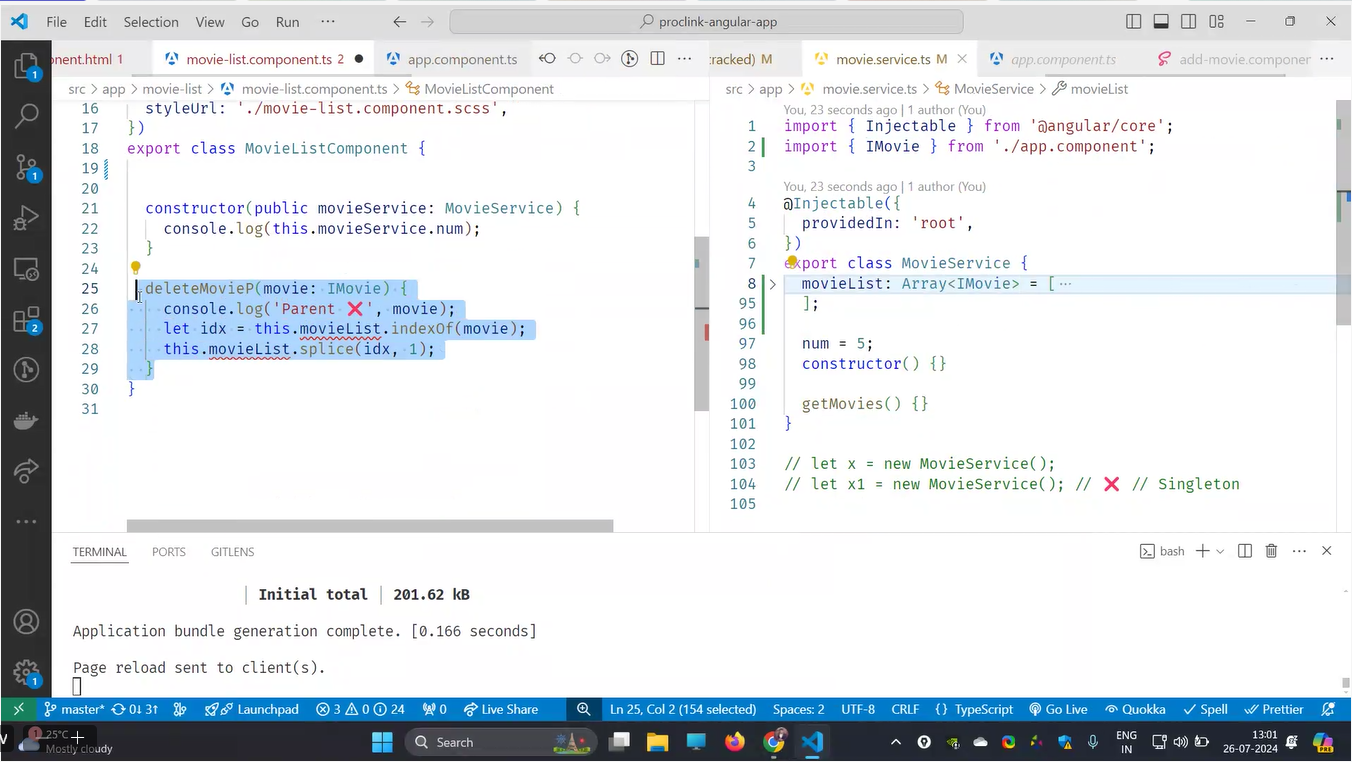 File Edit Selection View Go Run ··· proclink-angular-app
onent.html 1 movie-list.component.ts 2 app.component.ts
src > app > movie-list > movie-list.component.ts > MovieListComponent
16 styleUrl: './movie-list.component.scss',
17 })
18 export class MovieListComponent {
19
20
21 constructor(public movieService: MovieService) {
22 console.log(this.movieService.num);
23 }
24
25 deleteMovieP(movie: IMovie) {
26 console.log('Parent ❌', movie);
27 let idx = this.movieList.indexOf(movie);
28 this.movieList.splice(idx, 1);
29 }
30 }
31
racked) M movie.service.ts M app.component.ts add-movie.componer
src > app > movie.service.ts > MovieService > movieList
You, 23 seconds ago | 1 author (You)
1 import { Injectable } from '@angular/core';
2 import { IMovie } from './app.component';
3
You, 23 seconds ago | 1 author (You)
4 @Injectable({
5 providedIn: 'root',
6 })
7 export class MovieService {
8 movieList: Array<IMovie> = [ ···
95 ];
96
97 num = 5;
98 constructor() {}
99
100 getMovies() {}
101 }
102
103 // let x = new MovieService();
104 // let x1 = new MovieService(); // ❌ // Singleton
105
TERMINAL PORTS GITLENS bash
| Initial total | 201.62 kB
Application bundle generation complete. [0.166 seconds]
Page reload sent to client(s).
master* 0↓ 3↑ Launchpad 3 0 24 0 Live Share Ln 25, Col 2 (154 selected) Spaces: 2 UTF-8 CRLF {} TypeScript Go Live Quokka Spell Prettier
25°C
Mostly cloudy
Search
ENG
IN
13:01
26-07-2024